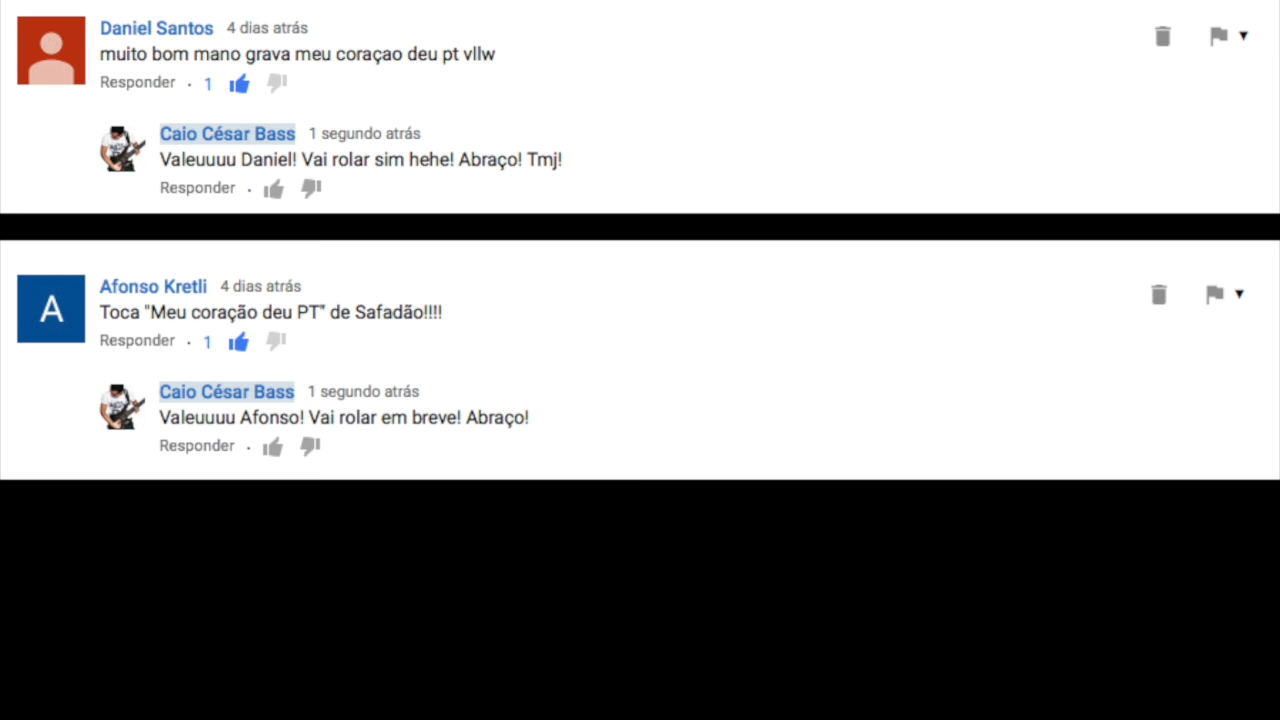 Daniel Santos 4 dias atrás
muito bom mano grava meu coraçao deu pt vllw
Responder · 1
Caio César Bass 1 segundo atrás
Valeuuuu Daniel! Vai rolar sim hehe! Abraço! Tmj!
Responder ·
A
Afonso Kretli 4 dias atrás
Toca "Meu coração deu PT" de Safadão!!!!
Responder · 1
Caio César Bass 1 segundo atrás
Valeuuuu Afonso! Vai rolar em breve! Abraço!
Responder ·